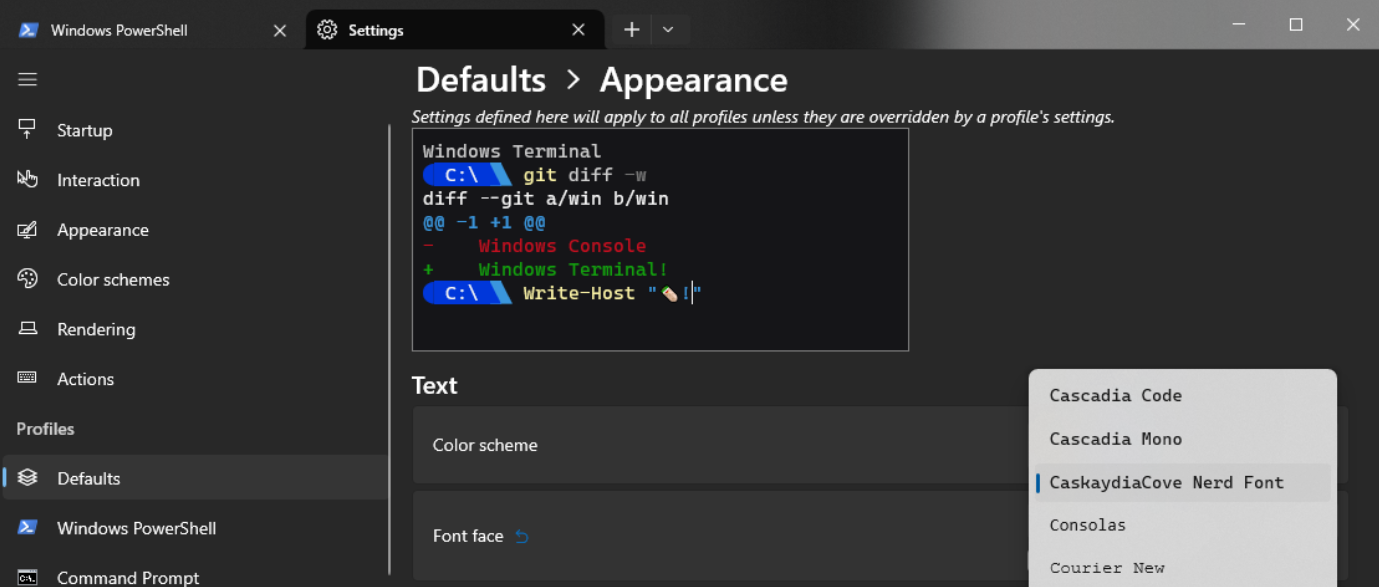 Windows PowerShell
Settings
Defaults > Appearance
Settings defined here will apply to all profiles unless they are overridden by a profile's settings.
Startup
Interaction
Appearance
Color schemes
Rendering
Actions
Profiles
Defaults
Windows PowerShell
Command Prompt
Windows Terminal
C:\ git diff -w
diff --git a/win b/win
@@ -1 +1 @@
-    Windows Console
+    Windows Terminal!
C:\ Write-Host "✏️!"
Text
Color scheme
Font face
Cascadia Code
Cascadia Mono
CaskaydiaCove Nerd Font
Consolas
Courier New